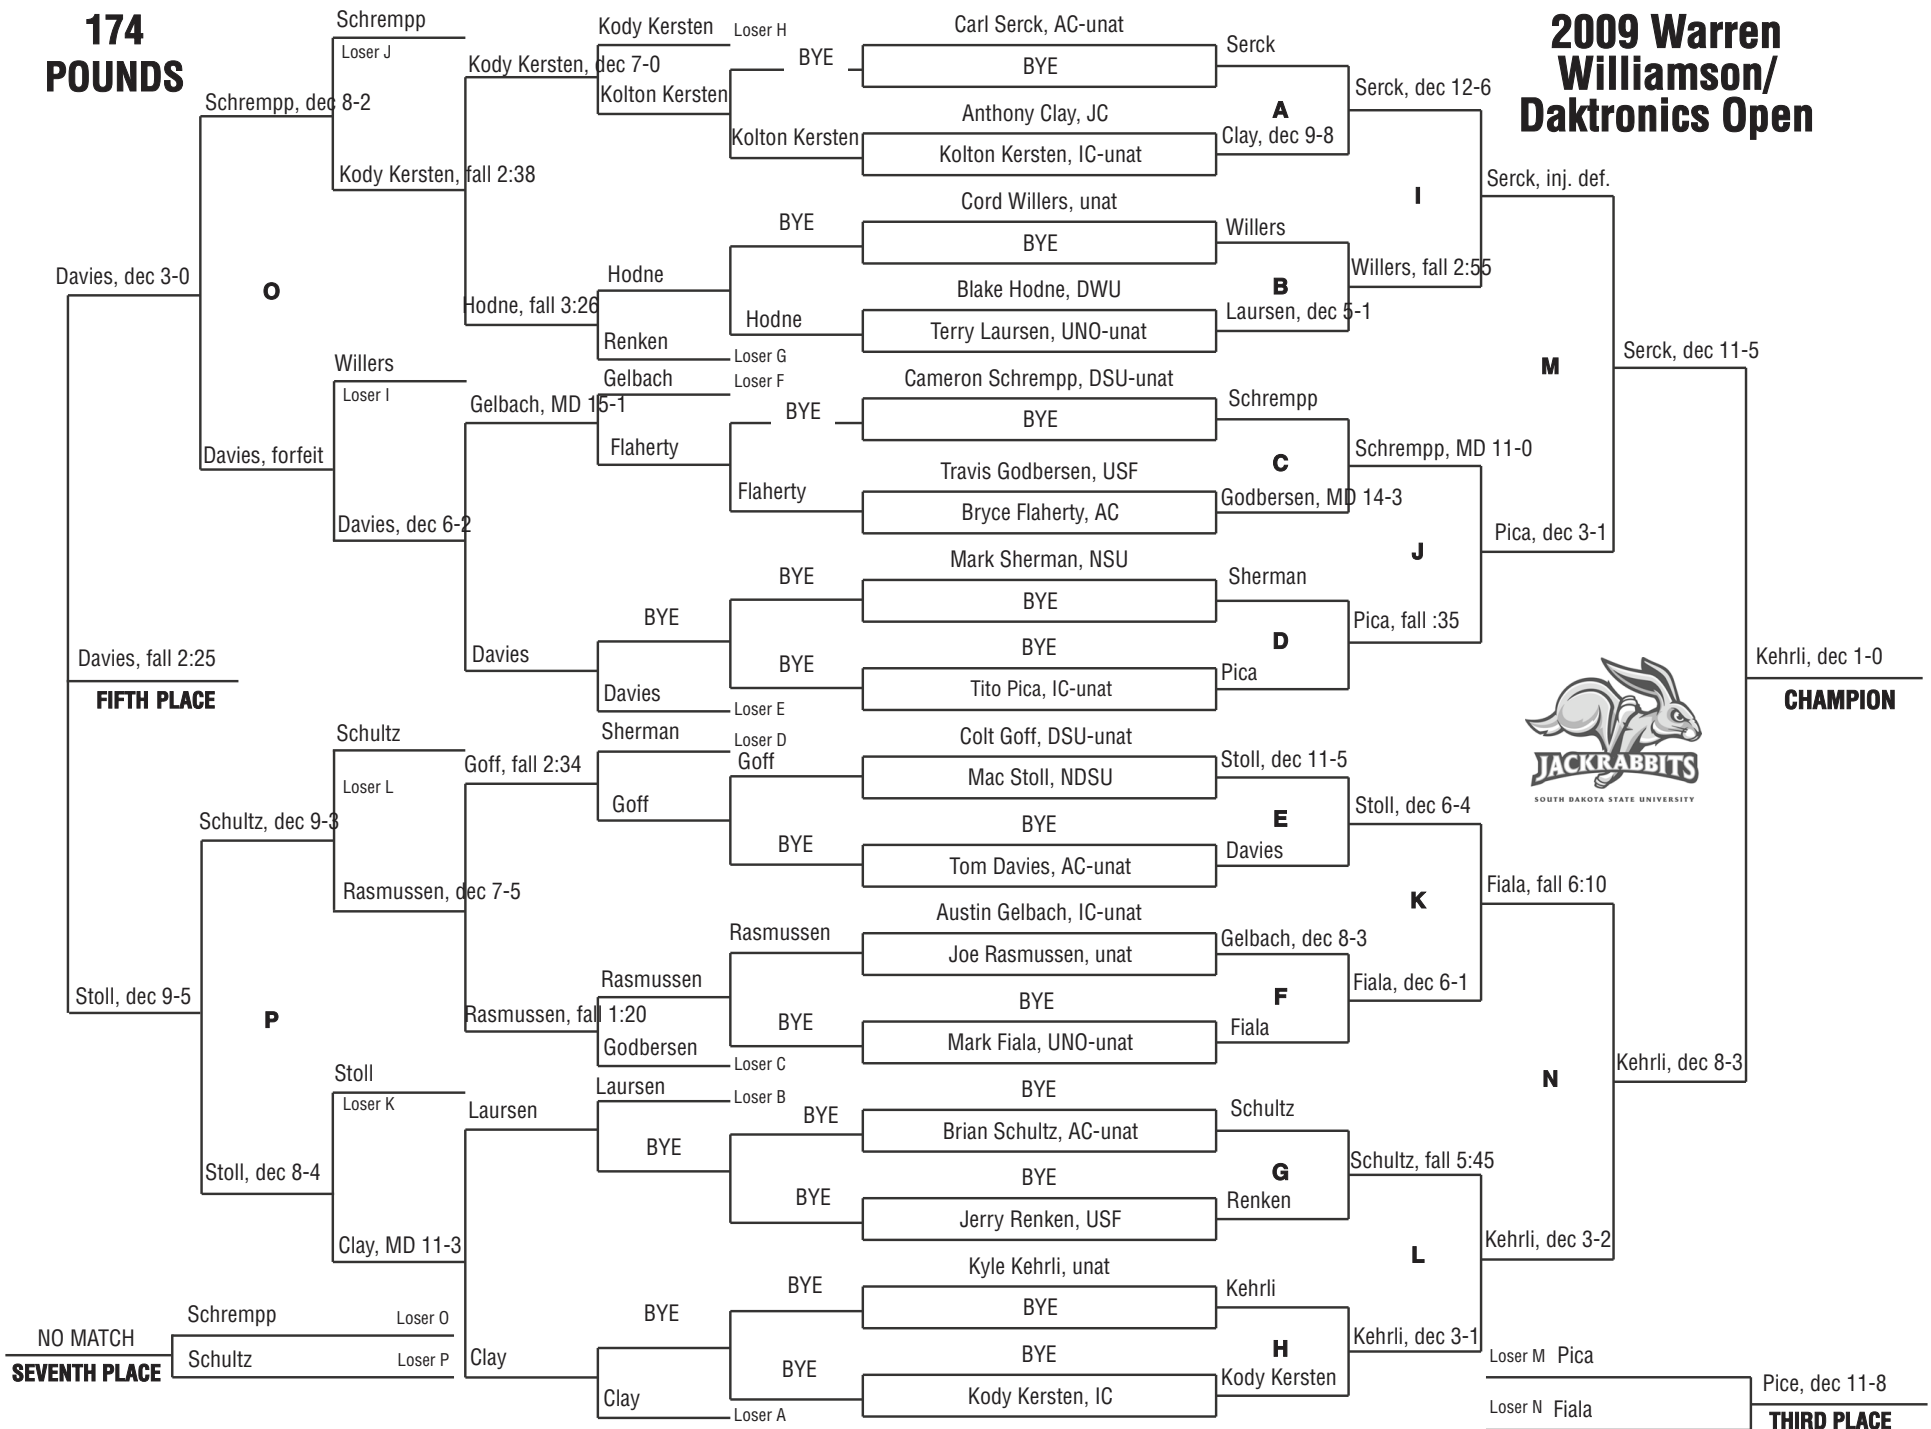 174
POUNDS
2009 Warren
Williamson/
Daktronics Open
Schrempp
Loser J
Schrempp, dec 8-2
Kody Kersten, fall 2:38
Davies, dec 3-0
O
Willers
Loser I
Davies, forfeit
Davies, dec 6-2
Davies, fall 2:25
FIFTH PLACE
Schultz
Loser L
Schultz, dec 9-3
Rasmussen, dec 7-5
Stoll, dec 9-5
P
Stoll
Loser K
Stoll, dec 8-4
Clay, MD 11-3
Schrempp
Loser O
NO MATCH
SEVENTH PLACE
Schultz
Loser P
Kody Kersten, dec 7-0
Hodne, fall 3:26
Gelbach, MD 15-1
Davies
Goff, fall 2:34
Rasmussen, fall 1:20
Laursen
Clay
Kody Kersten
Loser H
Kolton Kersten
Hodne
Renken
Loser G
Gelbach
Loser F
Flaherty
BYE
Davies
Loser E
Sherman
Loser D
Goff
Rasmussen
Godbersen
Loser C
Laursen
Loser B
BYE
BYE
Clay
Loser A
BYE
Kolton Kersten
BYE
Hodne
BYE
Flaherty
BYE
BYE
Goff
BYE
Rasmussen
BYE
BYE
BYE
BYE
BYE
Carl Serck, AC-unat
BYE
Anthony Clay, JC
Kolton Kersten, IC-unat
Cord Willers, unat
BYE
Blake Hodne, DWU
Terry Laursen, UNO-unat
Cameron Schrempp, DSU-unat
BYE
Travis Godbersen, USF
Bryce Flaherty, AC
Mark Sherman, NSU
BYE
BYE
Tito Pica, IC-unat
Colt Goff, DSU-unat
Mac Stoll, NDSU
BYE
Tom Davies, AC-unat
Austin Gelbach, IC-unat
Joe Rasmussen, unat
BYE
Mark Fiala, UNO-unat
BYE
Brian Schultz, AC-unat
BYE
Jerry Renken, USF
Kyle Kehrli, unat
BYE
BYE
Kody Kersten, IC
Serck
A
Clay, dec 9-8
Willers
B
Laursen, dec 5-1
Schrempp
C
Godbersen, MD 14-3
Sherman
D
Pica
Stoll, dec 11-5
E
Davies
Gelbach, dec 8-3
F
Fiala
Schultz
G
Renken
Kehrli
H
Kody Kersten
Serck, dec 12-6
I
Willers, fall 2:55
Schrempp, MD 11-0
J
Pica, fall :35
Stoll, dec 6-4
K
Fiala, dec 6-1
Schultz, fall 5:45
L
Kehrli, dec 3-1
Serck, inj. def.
M
Pica, dec 3-1
Fiala, fall 6:10
N
Kehrli, dec 3-2
Serck, dec 11-5
Kehrli, dec 8-3
Kehrli, dec 1-0
CHAMPION
JACKRABBITS
SOUTH DAKOTA STATE UNIVERSITY
Loser M Pica
Loser N Fiala
Pice, dec 11-8
THIRD PLACE